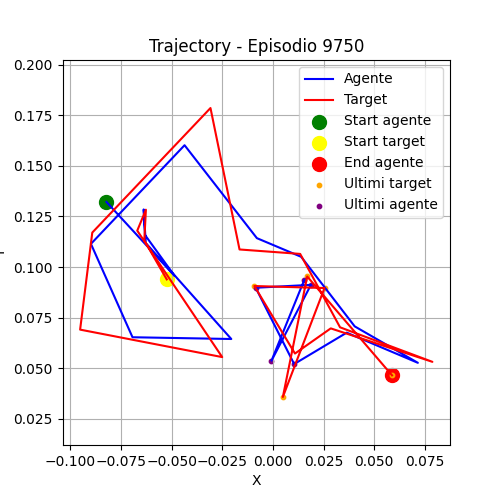 Trajectory - Episodio 9750
Agente
Target
Start agente
Start target
End agente
Ultimi target
Ultimi agente
0.200
0.175
0.150
0.125
0.100
0.075
0.050
0.025
−0.100 −0.075 −0.050 −0.025 0.000 0.025 0.050 0.075
X